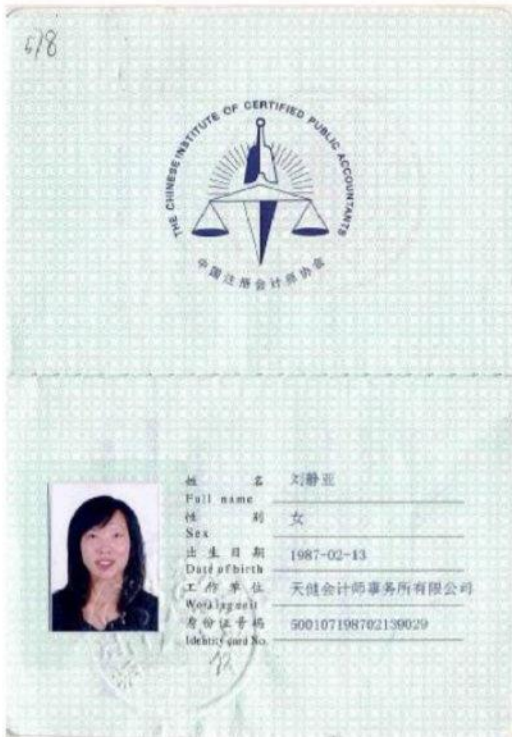 518
THE CHINESE INSTITUTE OF CERTIFIED PUBLIC ACCOUNTANTS
中国注册会计师协会
姓 名 刘静亚
Full name
性 别 女
Sex
出生日期 1987-02-13
Date of birth
工作单位 天健会计师事务所有限公司
Working unit
身份证号码 500107198702139029
Identity card No.